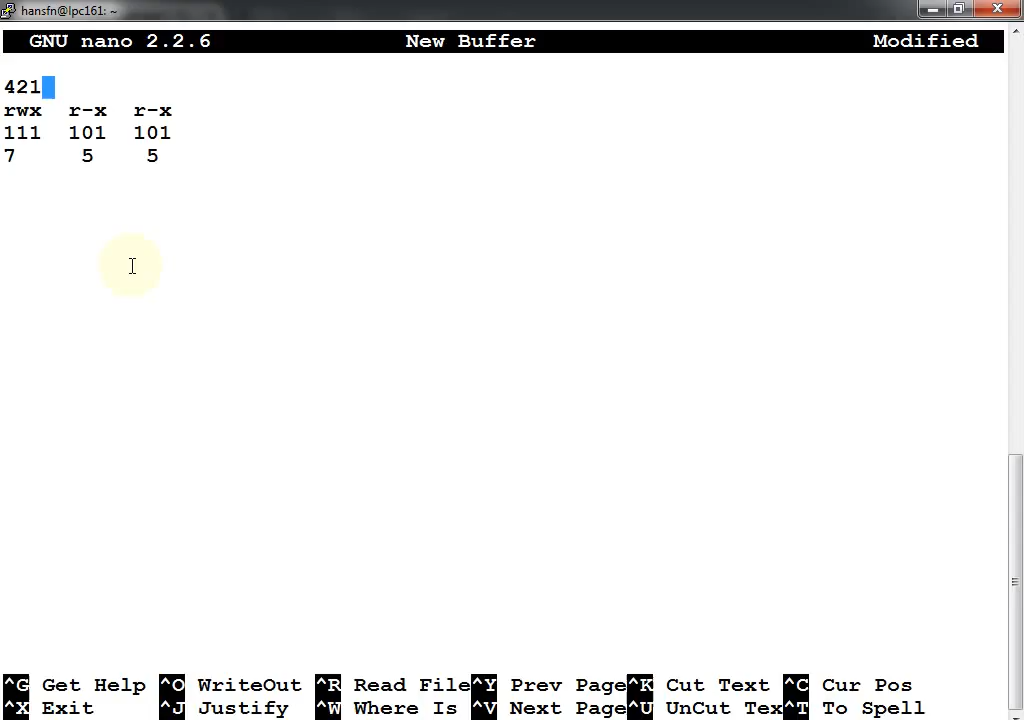 hansfn@lpc161: ~
GNU nano 2.2.6 New Buffer Modified
421
rwx r-x r-x
111 101 101
7 5 5
^G Get Help ^O WriteOut ^R Read File ^Y Prev Page ^K Cut Text ^C Cur Pos
^X Exit ^J Justify ^W Where Is ^V Next Page ^U UnCut Tex ^T To Spell